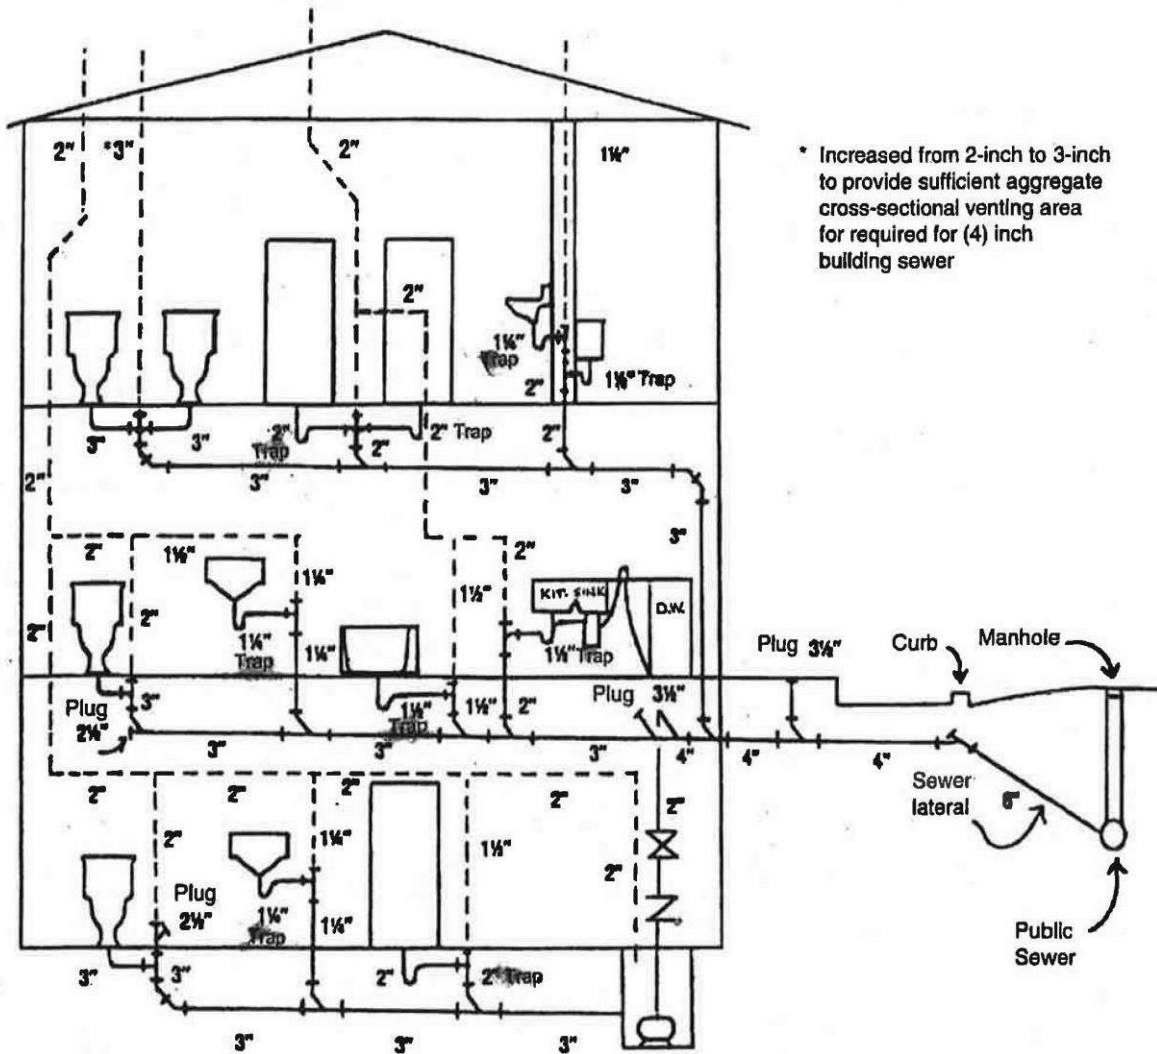 2" *3" 2" 1½"
* Increased from 2-inch to 3-inch
to provide sufficient aggregate
cross-sectional venting area
for required for (4) inch
building sewer
2"
1¼"
Trap
1½" Trap
2"
3" 3" 2" Trap
2" 2" Trap 2"
3" 3" 3"
2"
3"
2" 1½" 1¼" 1½" 2"
KIT. SINK D.W.
2" 2" 1¼"
Trap
1¼" 1½" Trap
Plug 3½" Curb Manhole
3" 1½"
Trap
1½" 2" Plug 3½"
Plug
2½"
3" 3" 3" 4" 4" 4"
Sewer
lateral
6"
2" 2" 2" 2" 2"
2" 1¼" 1½" 2"
Plug
2½"
1¼"
Trap
1½"
Public
Sewer
3" 3" 2" 2" Trap
3" 3" 3"